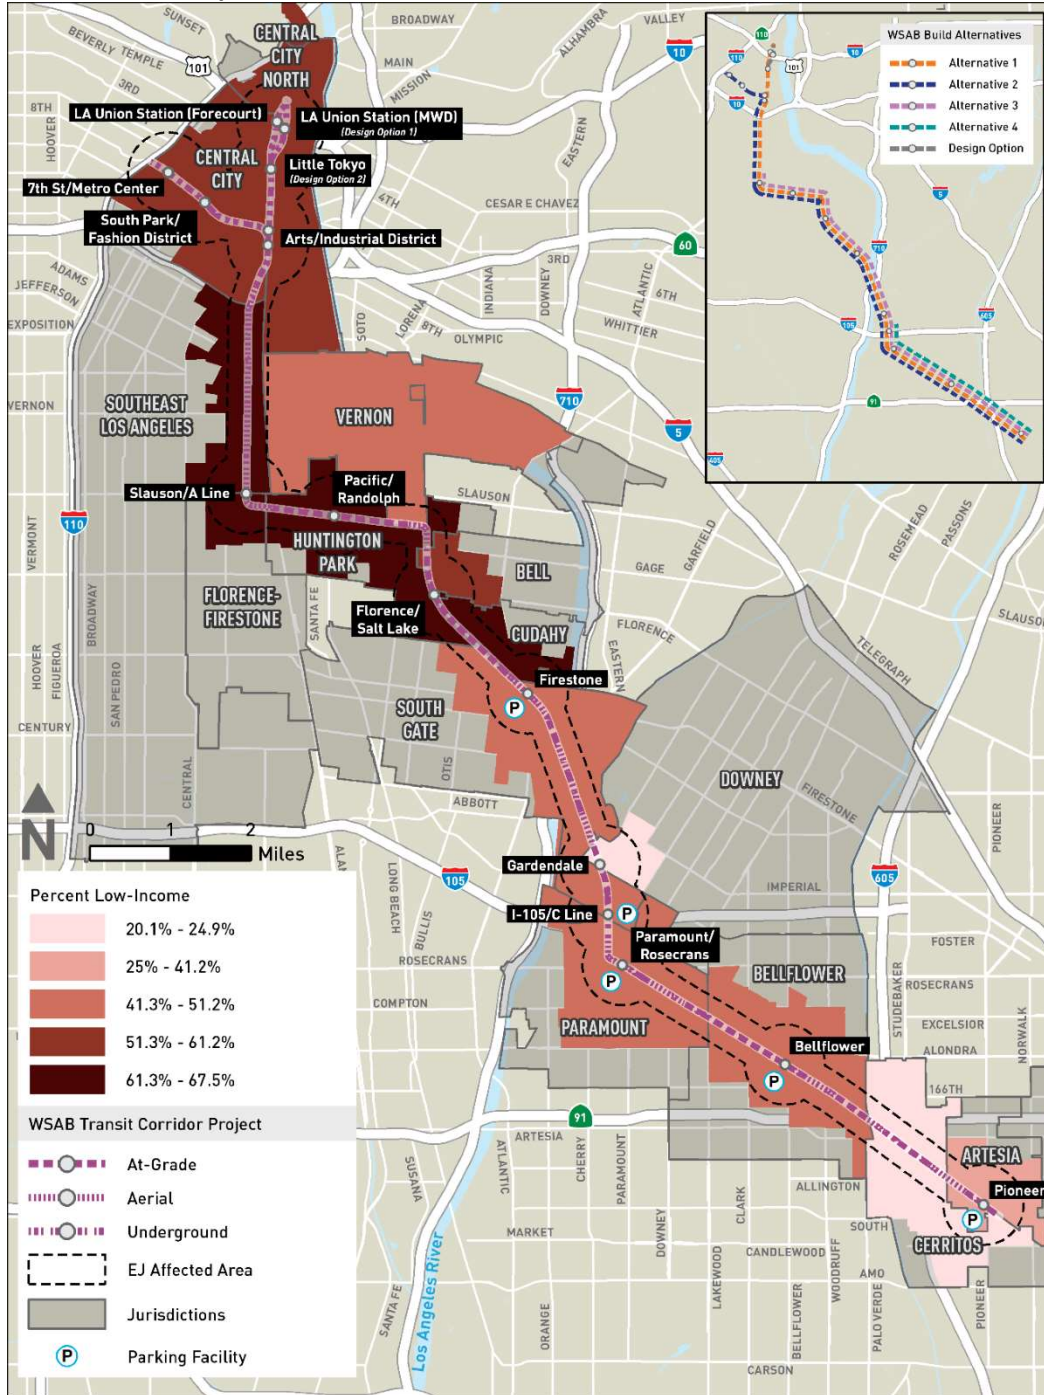 SUNSET
BROADWAY
VALLEY
BEVERLY
TEMPLE
101
3RD
8TH
HOOVER
CENTRAL
CITY
NORTH
MAIN
MISSION
ALHAMBRA
10
LA Union Station (Forecourt)
LA Union Station (MWD)
(Design Option 1)
CENTRAL
CITY
Little Tokyo
(Design Option 2)
4TH
EASTERN
7th St/Metro Center
CESAR E CHAVEZ
South Park/
Fashion District
Arts/Industrial District
60
3RD
ADAMS
JEFFERSON
EXPOSITION
SOTO
LORENA
8TH
INDIANA
DOWNEY
ATLANTIC
6TH
WHITTIER
OLYMPIC
VERNON
SOUTHEAST
LOS ANGELES
VERNON
710
5
Slauson/A Line
Pacific/
Randolph
SLAUSON
110
VERMONT
HUNTINGTON
PARK
BELL
GAGE
GARFIELD
ROSEMEAD
PASSONS
BROADWAY
FLORENCE-
FIRESTONE
SANTA FE
Florence/
Salt Lake
CUDAHY
FLORENCE
EASTERN
SLAUSON
TELEGRAPH
HOOVER
FIGUEROA
SAN PEDRO
Firestone
P
CENTURY
SOUTH
GATE
OTIS
DOWNEY
CENTRAL
ABBOTT
FIRESTONE
PIONEER
N
0 1 2
Miles
Gardendale
105
LONG BEACH
BULLIS
IMPERIAL
605
I-105/C Line
P
Paramount/
Rosecrans
FOSTER
ROSECRANS
P
BELLFLOWER
STUDEBAKER
ROSECRANS
COMPTON
PARAMOUNT
EXCELSIOR
NORWALK
Bellflower
ALONDRA
P
166TH
91
ARTESIA
ARTESIA
SUSANA
ATLANTIC
CHERRY
PARAMOUNT
ALLINGTON
Pioneer
CLARK
SOUTH
P
MARKET
DOWNEY
CANDLEWOOD
WOODRUFF
CERRITOS
AMO
Los Angeles River
LAKEWOOD
PALO VERDE
PIONEER
SANTA FE
ORANGE
BELLFLOWER
CARSON
Percent Low-Income
20.1% - 24.9%
25% - 41.2%
41.3% - 51.2%
51.3% - 61.2%
61.3% - 67.5%
WSAB Transit Corridor Project
At-Grade
Aerial
Underground
EJ Affected Area
Jurisdictions
P Parking Facility
WSAB Build Alternatives
Alternative 1
Alternative 2
Alternative 3
Alternative 4
Design Option
110
101
10
110
10
5
710
105
605
91
605